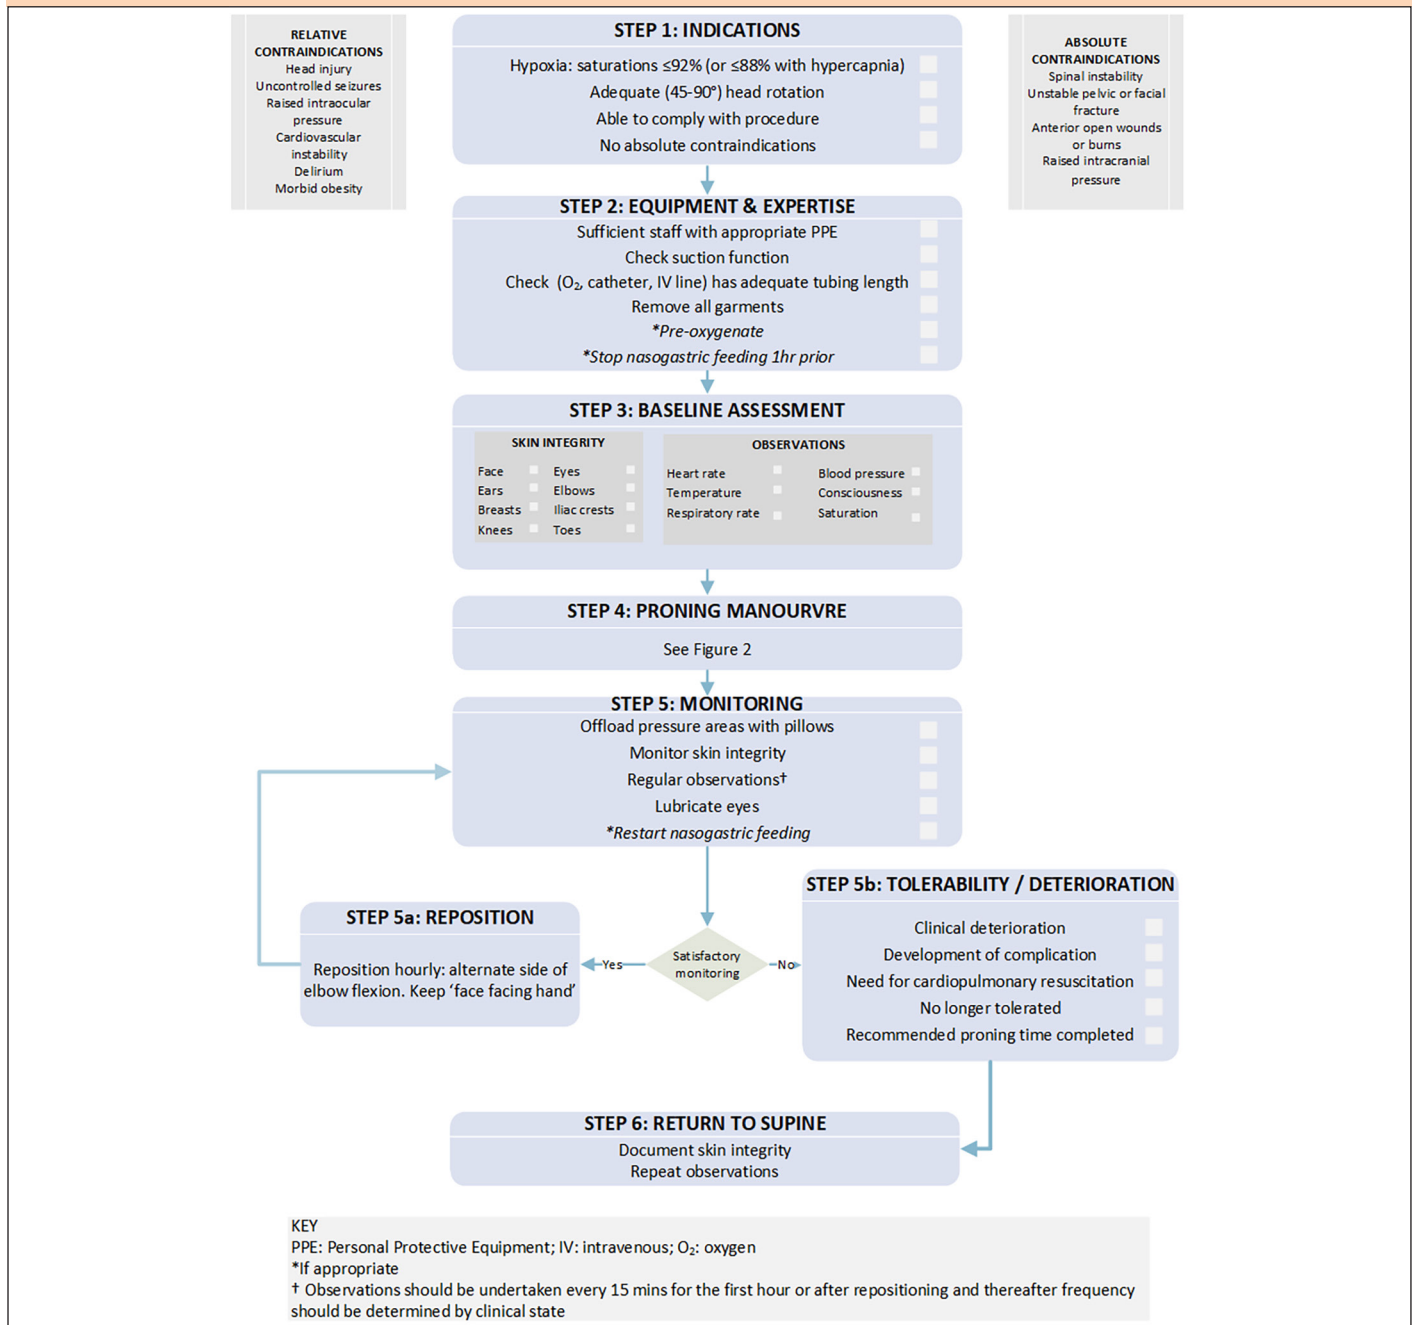 RELATIVE
CONTRAINDICATIONS
Head injury
Uncontrolled seizures
Raised intraocular
pressure
Cardiovascular
instability
Delirium
Morbid obesity
STEP 1: INDICATIONS
Hypoxia: saturations ≤92% (or ≤88% with hypercapnia)
Adequate (45-90°) head rotation
Able to comply with procedure
No absolute contraindications
ABSOLUTE
CONTRAINDICATIONS
Spinal instability
Unstable pelvic or facial
fracture
Anterior open wounds
or burns
Raised intracranial
pressure
STEP 2: EQUIPMENT & EXPERTISE
Sufficient staff with appropriate PPE
Check suction function
Check (O₂, catheter, IV line) has adequate tubing length
Remove all garments
*Pre-oxygenate
*Stop nasogastric feeding 1hr prior
STEP 3: BASELINE ASSESSMENT
SKIN INTEGRITY
Face Eyes
Ears Elbows
Breasts Iliac crests
Knees Toes
OBSERVATIONS
Heart rate Blood pressure
Temperature Consciousness
Respiratory rate Saturation
STEP 4: PRONING MANOURVRE
See Figure 2
STEP 5: MONITORING
Offload pressure areas with pillows
Monitor skin integrity
Regular observations†
Lubricate eyes
*Restart nasogastric feeding
Satisfactory
monitoring
Yes
No
STEP 5a: REPOSITION
Reposition hourly: alternate side of
elbow flexion. Keep ‘face facing hand’
STEP 5b: TOLERABILITY / DETERIORATION
Clinical deterioration
Development of complication
Need for cardiopulmonary resuscitation
No longer tolerated
Recommended proning time completed
STEP 6: RETURN TO SUPINE
Document skin integrity
Repeat observations
KEY
PPE: Personal Protective Equipment; IV: intravenous; O₂: oxygen
*If appropriate
† Observations should be undertaken every 15 mins for the first hour or after repositioning and thereafter frequency
should be determined by clinical state